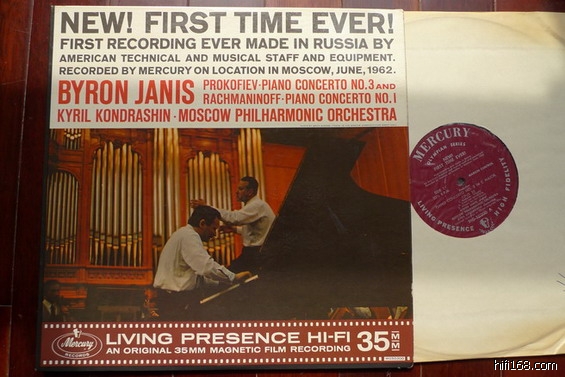 NEW! FIRST TIME EVER!
FIRST RECORDING EVER MADE IN RUSSIA BY
AMERICAN TECHNICAL AND MUSICAL STAFF AND EQUIPMENT.
RECORDED BY MERCURY ON LOCATION IN MOSCOW, JUNE, 1962.
BYRON JANIS PROKOFIEV·PIANO CONCERTO NO.3 AND
RACHMANINOFF·PIANO CONCERTO NO.1
KYRIL KONDRASHIN·MOSCOW PHILHARMONIC ORCHESTRA
Mercury
RECORDS
LIVING PRESENCE HI-FI 35MM
AN ORIGINAL 35MM MAGNETIC FILM RECORDING
MERCURY
OLYMPIAN SERIES
LIVING PRESENCE HIGH FIDELITY
hifi168.com